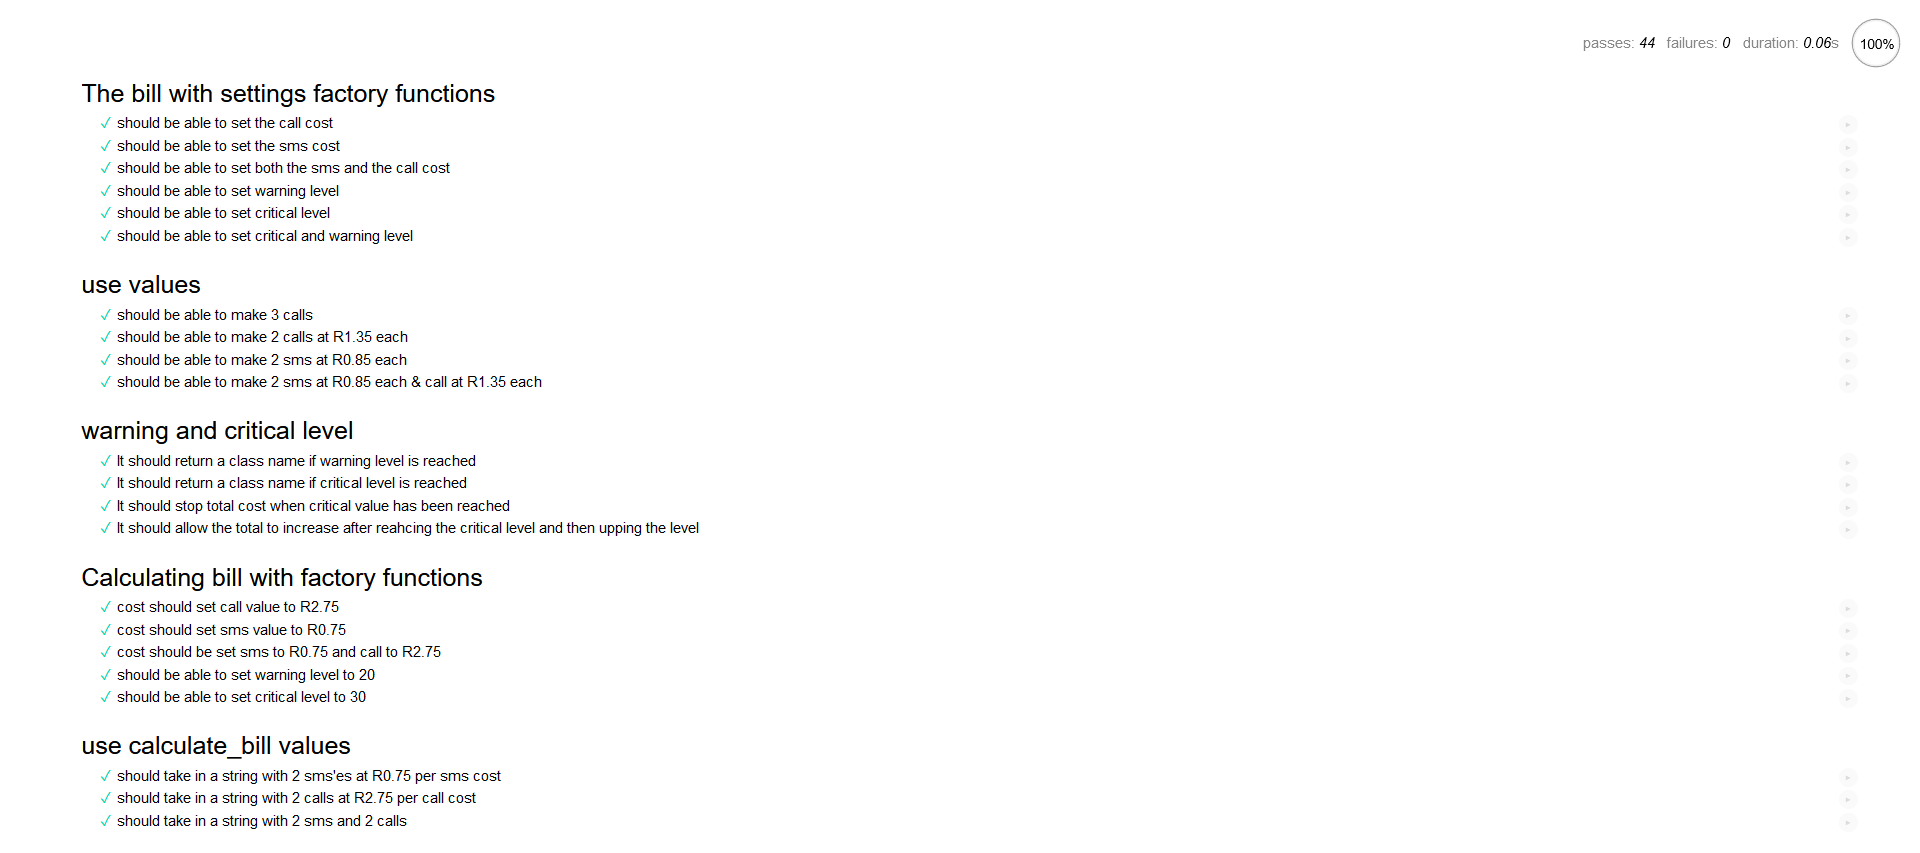 passes: 44 failures: 0 duration: 0.06s 100%
The bill with settings factory functions
✓ should be able to set the call cost
✓ should be able to set the sms cost
✓ should be able to set both the sms and the call cost
✓ should be able to set warning level
✓ should be able to set critical level
✓ should be able to set critical and warning level
use values
✓ should be able to make 3 calls
✓ should be able to make 2 calls at R1.35 each
✓ should be able to make 2 sms at R0.85 each
✓ should be able to make 2 sms at R0.85 each & call at R1.35 each
warning and critical level
✓ It should return a class name if warning level is reached
✓ It should return a class name if critical level is reached
✓ It should stop total cost when critical value has been reached
✓ It should allow the total to increase after reahcing the critical level and then upping the level
Calculating bill with factory functions
✓ cost should set call value to R2.75
✓ cost should set sms value to R0.75
✓ cost should be set sms to R0.75 and call to R2.75
✓ should be able to set warning level to 20
✓ should be able to set critical level to 30
use calculate_bill values
✓ should take in a string with 2 sms'es at R0.75 per sms cost
✓ should take in a string with 2 calls at R2.75 per call cost
✓ should take in a string with 2 sms and 2 calls